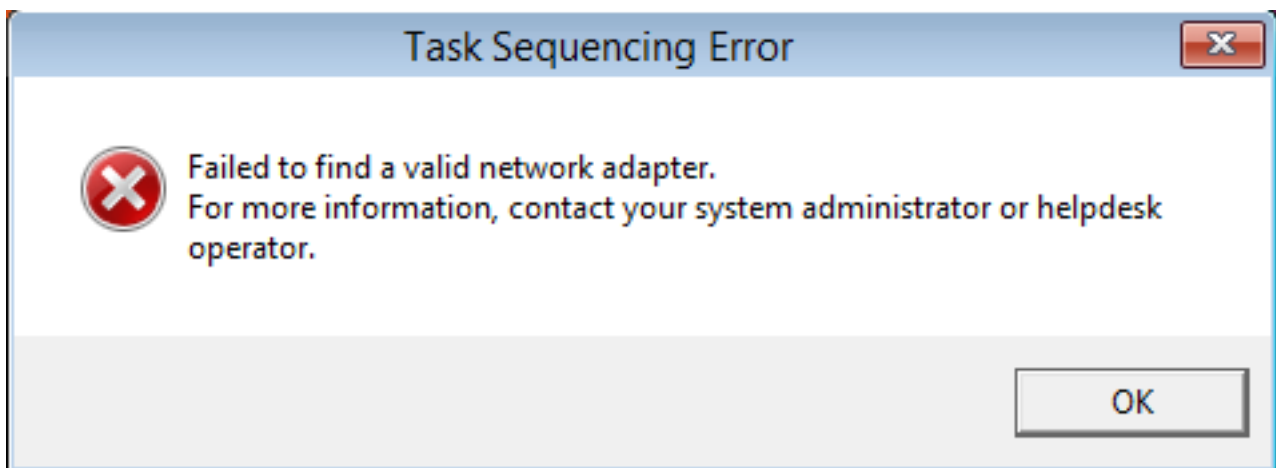 Task Sequencing Error
Failed to find a valid network adapter.
For more information, contact your system administrator or helpdesk
operator.
OK